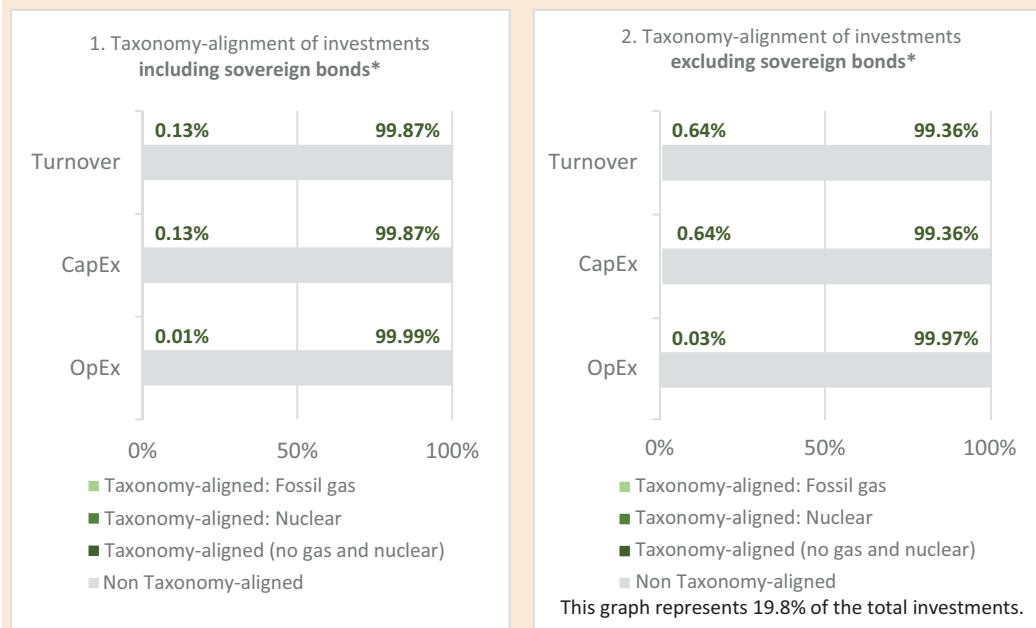 1. Taxonomy-alignment of investments
including sovereign bonds*
Turnover
0.13%
99.87%
CapEx
0.13%
99.87%
OpEx
0.01%
99.99%
0%
50%
100%
Taxonomy-aligned: Fossil gas
Taxonomy-aligned: Nuclear
Taxonomy-aligned (no gas and nuclear)
Non Taxonomy-aligned
2. Taxonomy-alignment of investments
excluding sovereign bonds*
Turnover
0.64%
99.36%
CapEx
0.64%
99.36%
OpEx
0.03%
99.97%
0%
50%
100%
Taxonomy-aligned: Fossil gas
Taxonomy-aligned: Nuclear
Taxonomy-aligned (no gas and nuclear)
Non Taxonomy-aligned
This graph represents 19.8% of the total investments.